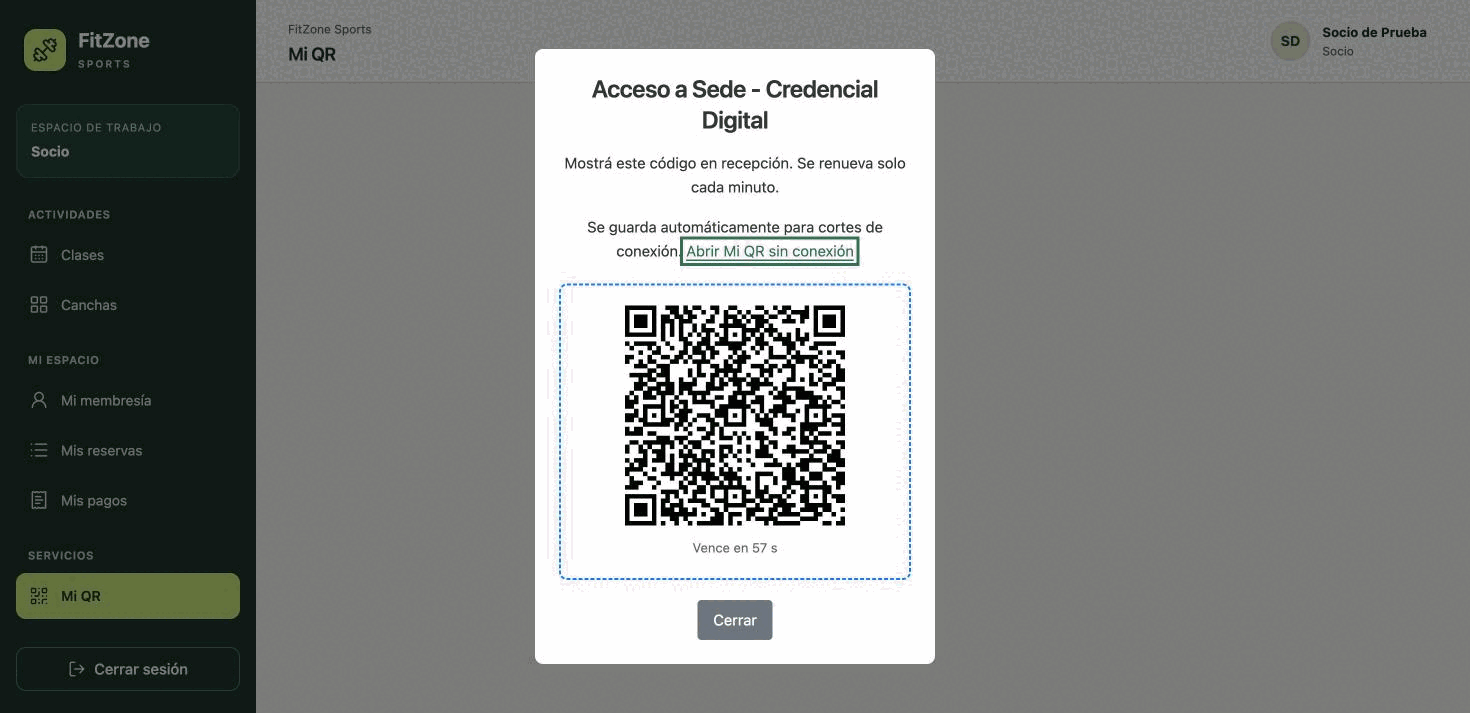 FitZone
SPORTS
ESPACIO DE TRABAJO
Socio
ACTIVIDADES
Clases
Canchas
MI ESPACIO
Mi membresía
Mis reservas
Mis pagos
SERVICIOS
Mi QR
Cerrar sesión
FitZone Sports
Mi QR
SD
Socio de Prueba
Socio
Acceso a Sede - Credencial
Digital
Mostrá este código en recepción. Se renueva solo
cada minuto.
Se guarda automáticamente para cortes de
conexión. Abrir Mi QR sin conexión
Vence en 57 s
Cerrar